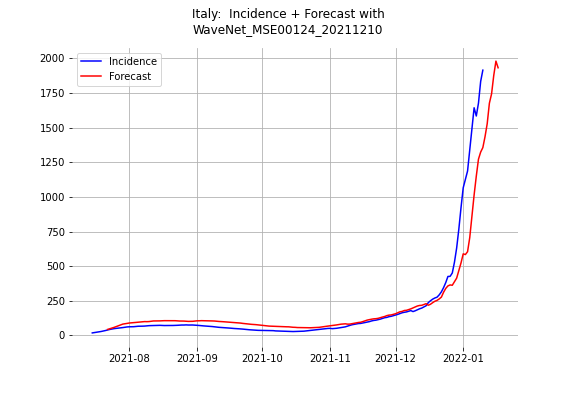 Italy:  Incidence + Forecast with
WaveNet_MSE00124_20211210
Incidence
Forecast
2000
1750
1500
1250
1000
750
500
250
0
2021-08 2021-09 2021-10 2021-11 2021-12 2022-01